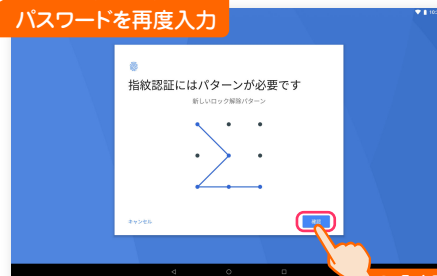 パスワードを再度入力
指紋認証にはパターンが必要です
新しいロック解除パターン
キャンセル
確認